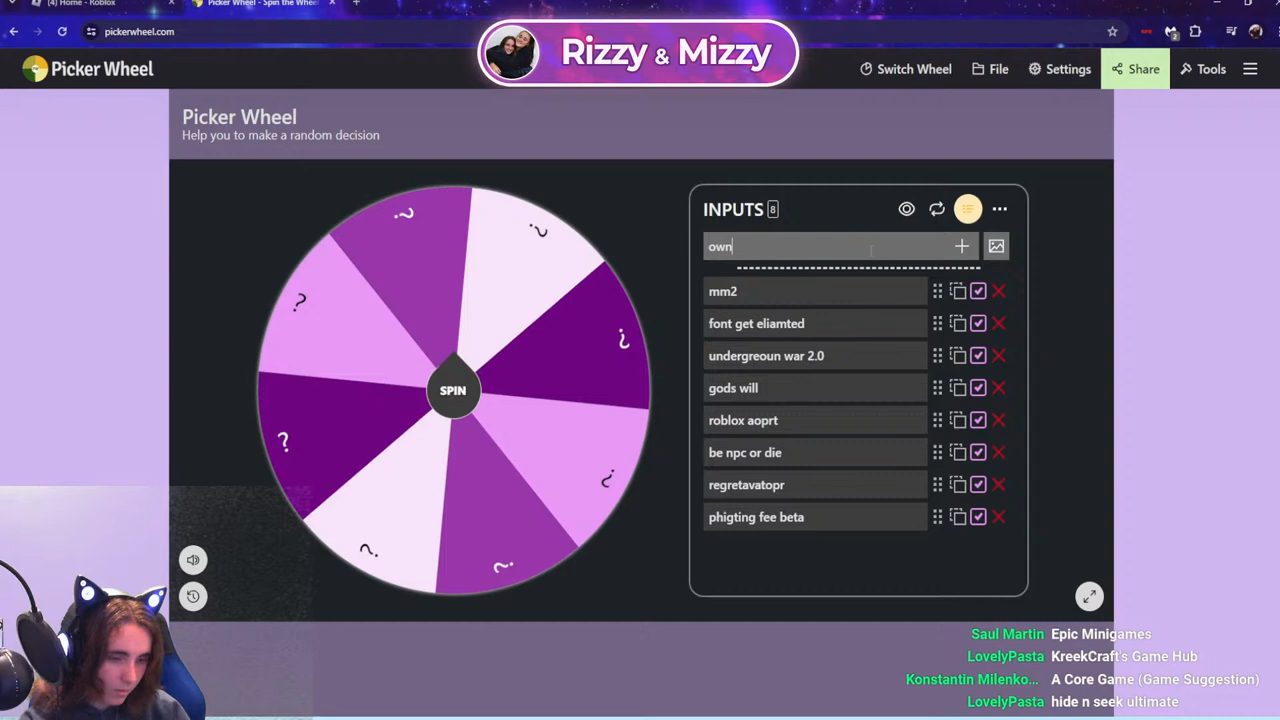 (4) Home - Roblox
Picker Wheel - Spin the Whee
pickerwheel.com
Rizzy & Mizzy
Picker Wheel
Switch Wheel
File
Settings
Share
Tools
Picker Wheel
Help you to make a random decision
INPUTS 8
own
mm2
font get eliamted
undergreoun war 2.0
gods will
roblox aoprt
be npc or die
regretavatopr
phigting fee beta
?
?
?
?
?
?
?
?
SPIN
Saul Martin Epic Minigames
LovelyPasta KreekCraft's Game Hub
Konstantin Milenko... A Core Game (Game Suggestion)
LovelyPasta hide n seek ultimate